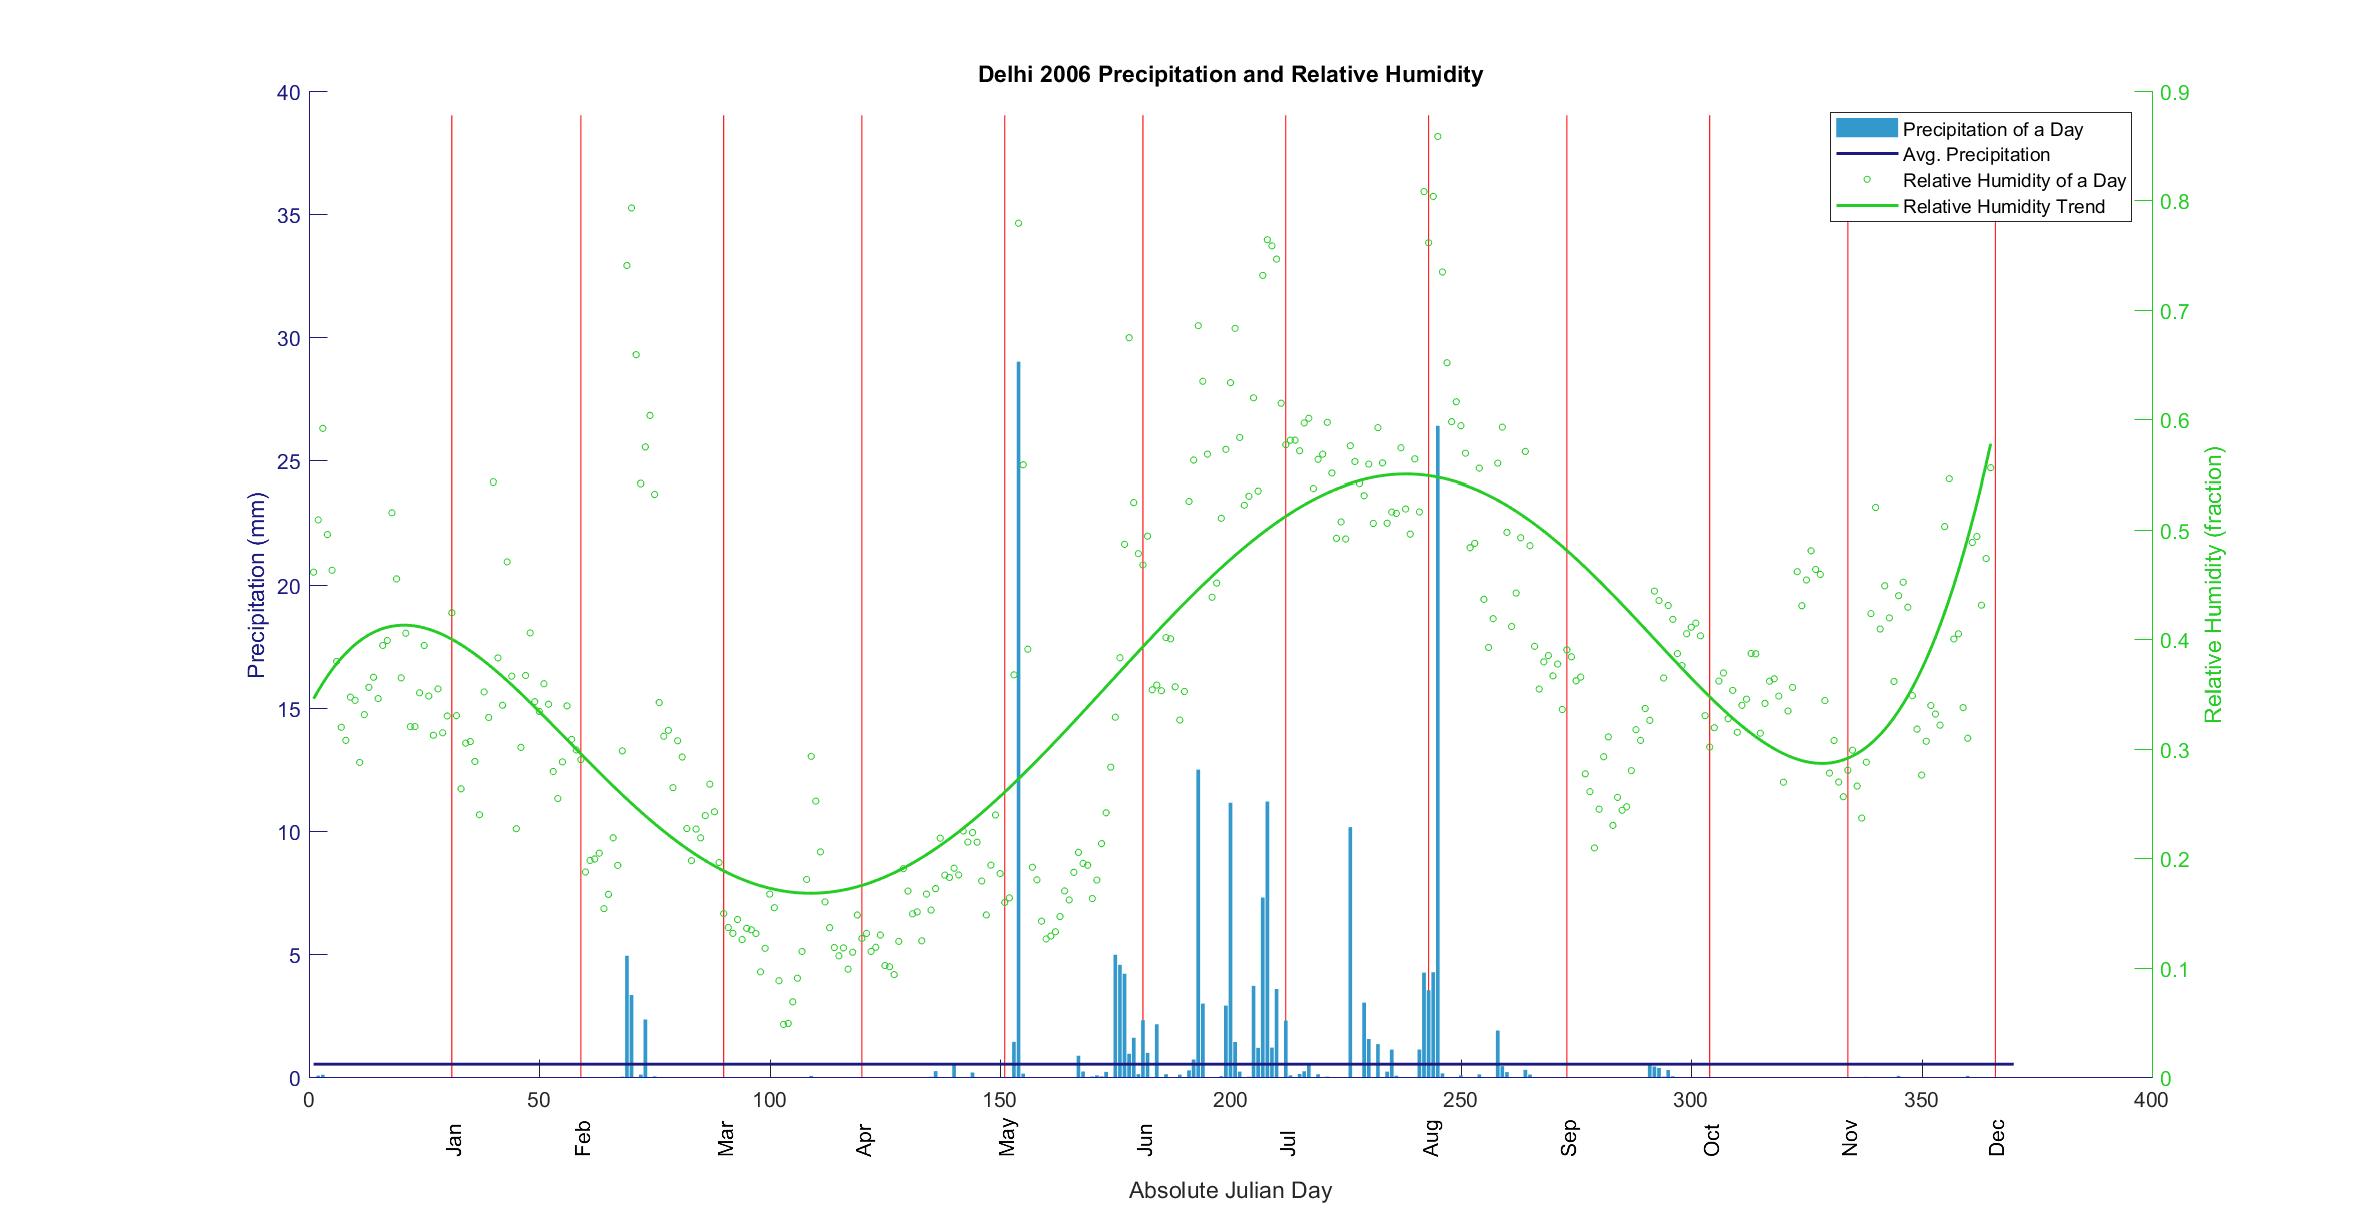 Delhi 2006 Precipitation and Relative Humidity
40
35
30
25
20
15
10
5
0
Precipitation (mm)
0.9
0.8
0.7
0.6
0.5
0.4
0.3
0.2
0.1
0
Relative Humidity (fraction)
Precipitation of a Day
Avg. Precipitation
Relative Humidity of a Day
Relative Humidity Trend
0 50 100 150 200 250 300 350 400
Jan Feb Mar Apr May Jun Jul Aug Sep Oct Nov Dec
Absolute Julian Day